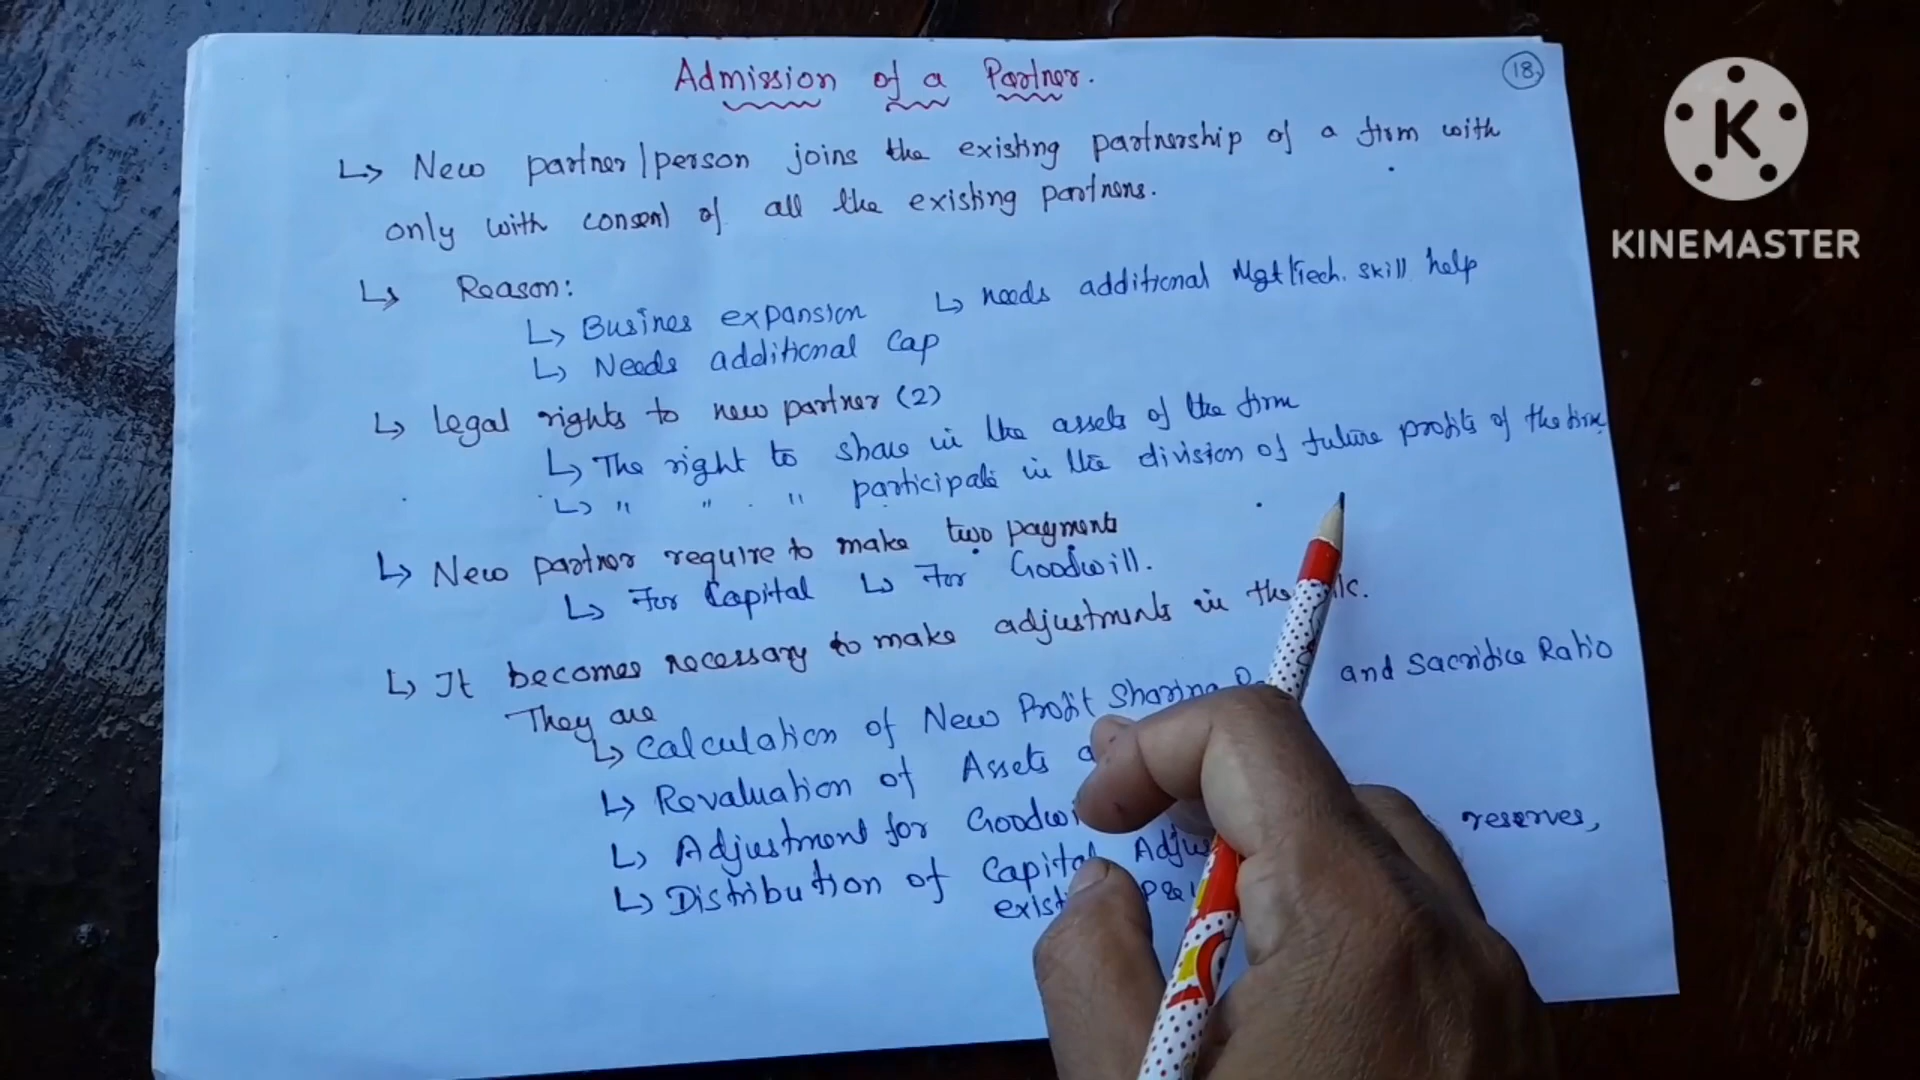 Admission of a Partner.
18
↳ New partner/person joins the existing partnership of a firm with
only with consent of all the existing partners.
↳ Reason:
↳ Busines expansion ↳ needs additional Mgt/Tech. skill help
↳ Needs additional Cap
↳ Legal rights to new partner (2)
↳ The right to share in the assets of the firm
↳ " " " participate in the division of future profits of the firm
↳ New partner require to make two payments
↳ For Capital ↳ For Goodwill.
↳ It becomes necessary to make adjustments in the
They are
↳ Calculation of New Profit Sharing and Sacrifice Ratio
↳ Revaluation of Assets
↳ Adjustment for
↳ Distribution of Capital reserves,
K
KINEMASTER